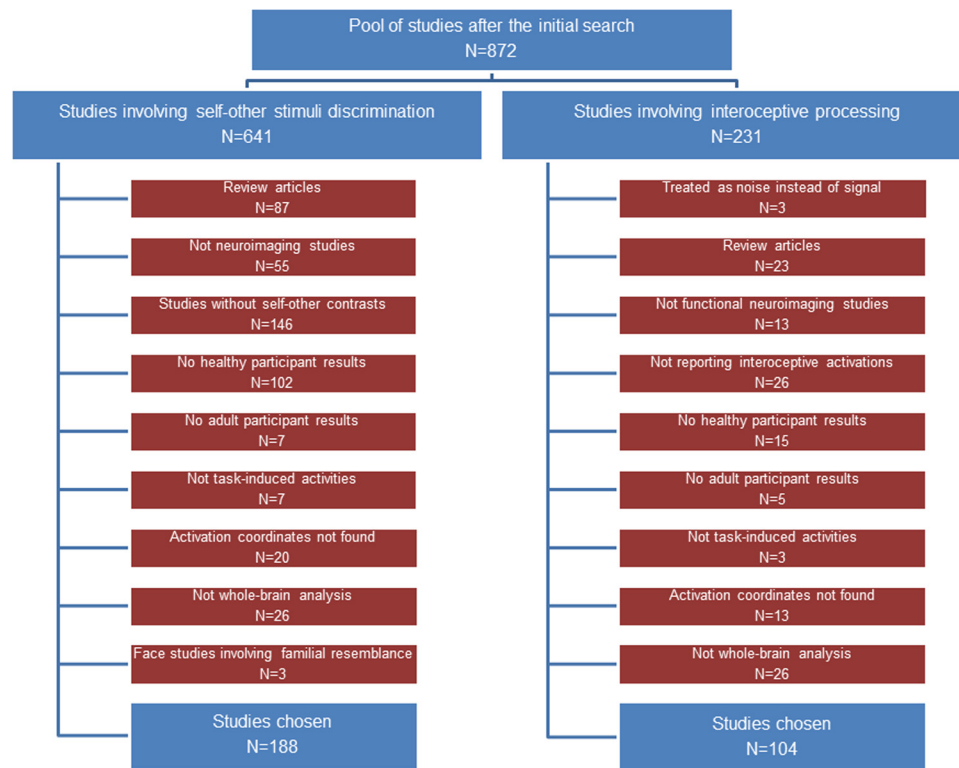 Pool of studies after the initial search
N=872
Studies involving self-other stimuli discrimination
N=641
Review articles
N=87
Not neuroimaging studies
N=55
Studies without self-other contrasts
N=146
No healthy participant results
N=102
No adult participant results
N=7
Not task-induced activities
N=7
Activation coordinates not found
N=20
Not whole-brain analysis
N=26
Face studies involving familial resemblance
N=3
Studies chosen
N=188
Studies involving interoceptive processing
N=231
Treated as noise instead of signal
N=3
Review articles
N=23
Not functional neuroimaging studies
N=13
Not reporting interoceptive activations
N=26
No healthy participant results
N=15
No adult participant results
N=5
Not task-induced activities
N=3
Activation coordinates not found
N=13
Not whole-brain analysis
N=26
Studies chosen
N=104